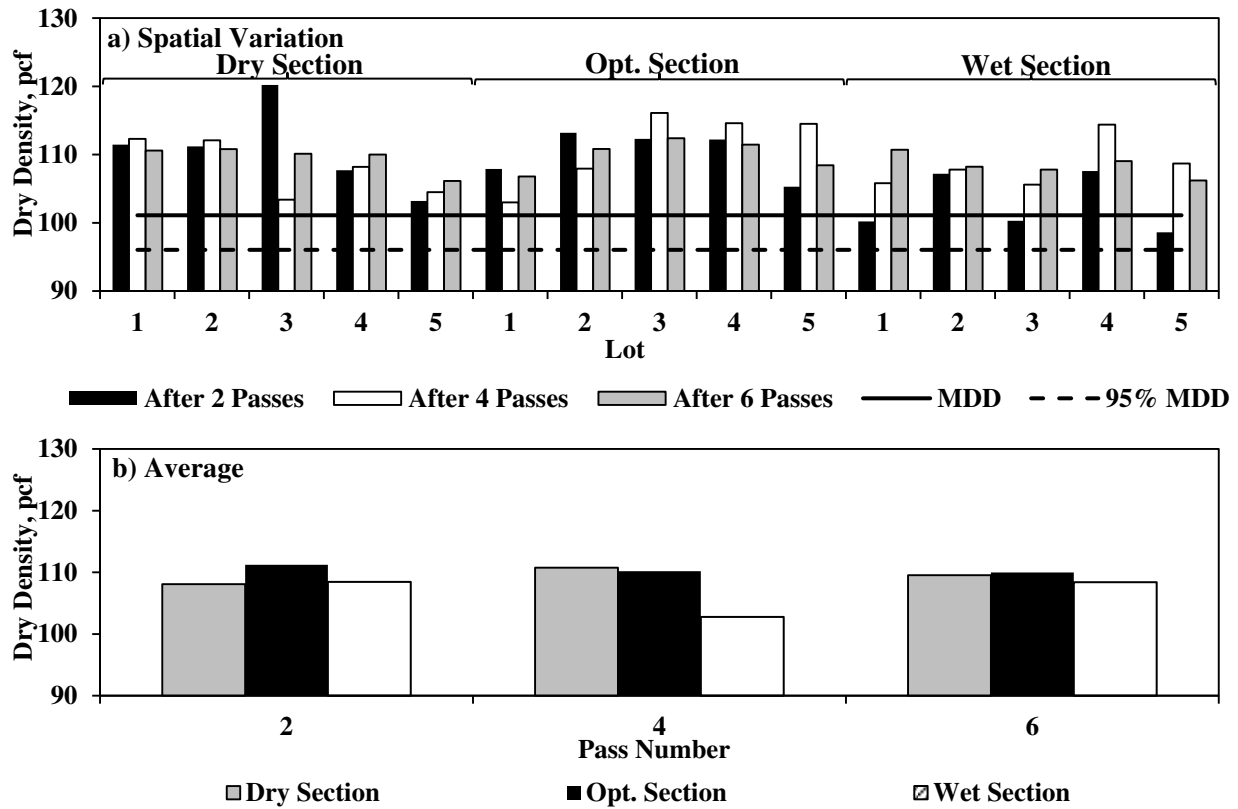 130
a) Spatial Variation
Dry Section Opt. Section Wet Section
120
110
100
90
Dry Density, pcf
1 2 3 4 5 1 2 3 4 5 1 2 3 4 5
Lot
After 2 Passes After 4 Passes After 6 Passes MDD 95% MDD
130
b) Average
120
110
100
90
Dry Density, pcf
2 4 6
Pass Number
Dry Section Opt. Section Wet Section